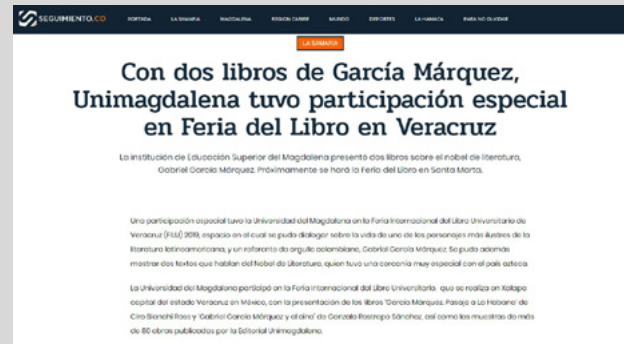 SEGUIMIENTO.CO
PORTADA LA SAMARIA MAGDALENA REGION CARIBE MUNDO DEPORTES LA HAMACA PARA NO OLVIDAR
LA SAMARIA
Con dos libros de García Márquez,
Unimagdalena tuvo participación especial
en Feria del Libro en Veracruz
La institución de Educación Superior del Magdalena presentó dos libros sobre el nobel de literatura,
Gabriel García Márquez. Próximamente se hará la Feria del Libro en Santa Marta.
Una participación especial tuvo la Universidad del Magdalena en la Feria Internacional del Libro Universitario de
Veracruz (FILU) 2019, espacio en el cual se pudo dialogar sobre la vida de uno de los personajes más ilustres de la
literatura latinoamericana, y un referente de orgullo colombiano, Gabriel García Márquez. Se pudo además
mostrar dos textos que hablan del Nobel de Literatura, quien tuvo una cercanía muy especial con el país azteca.
La Universidad del Magdalena participó en la Feria Internacional del Libro Universitario, que se realiza en Xalapa
capital del estado Veracruz en México, con la presentación de los libros 'García Márquez. Pasaje a La Habana' de
Ciro Bianchi Ross y 'Gabriel García Márquez y el cine' de Gonzalo Restrepo Sánchez, así como las muestras de más
de 80 obras publicadas por la Editorial Unimagdalena.